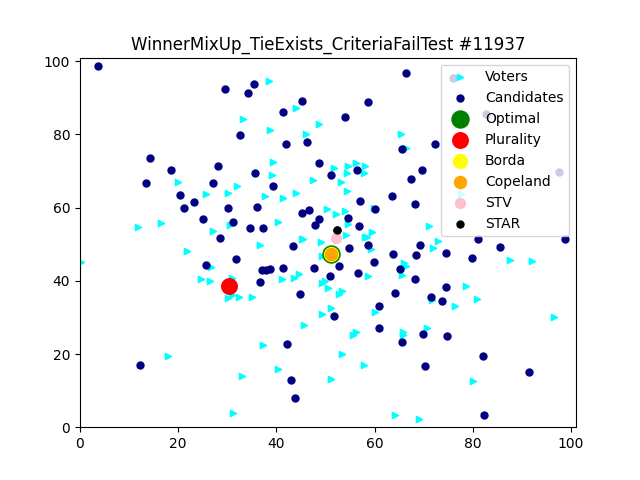 WinnerMixUp_TieExists_CriteriaFailTest #11937
100
80
60
40
20
0
0
20
40
60
80
100
Voters
Candidates
Optimal
Plurality
Borda
Copeland
STV
STAR